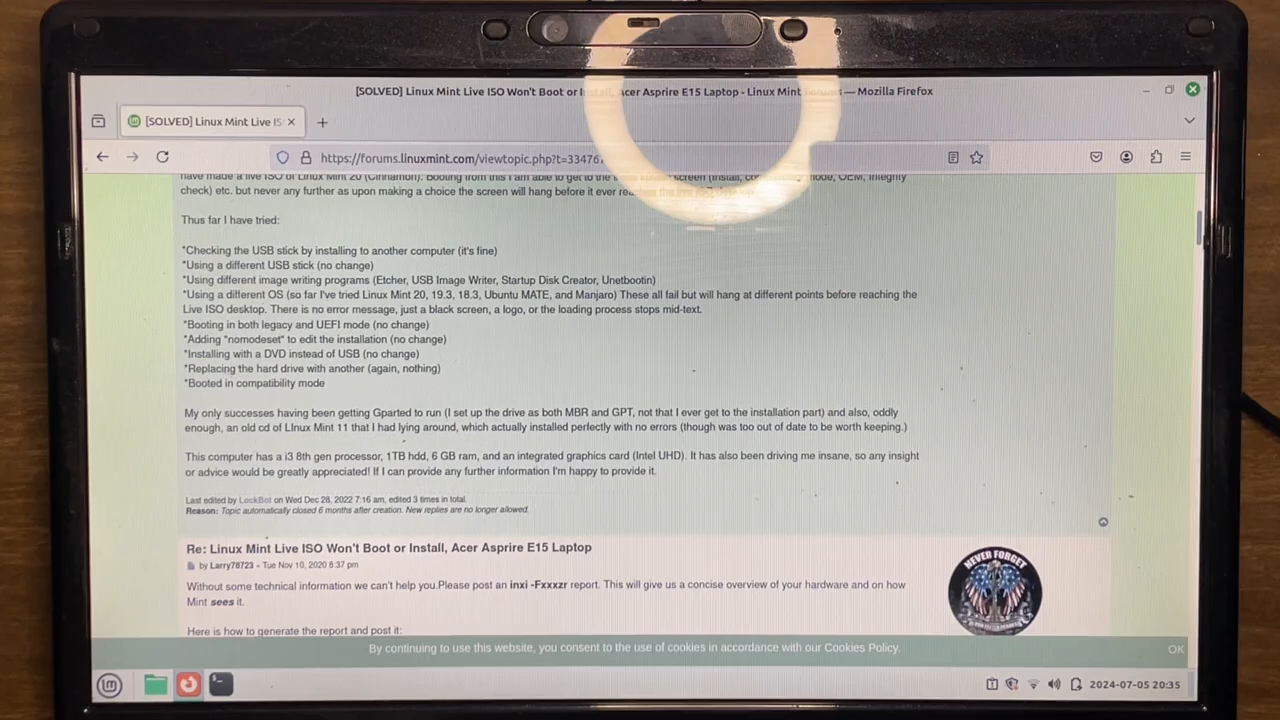 [SOLVED] Linux Mint Live ISO Won't Boot or Install, Acer Asprire E15 Laptop - Linux Mint Forums — Mozilla Firefox
[SOLVED] Linux Mint Live IS
https://forums.linuxmint.com/viewtopic.php?t=33476
have made a live ISO of Linux Mint 20 (Cinnamon). Booting from this I am able to get to the screen (Install, mode, OEM, Integrity
check) etc. but never any further as upon making a choice the screen will hang before it ever
Thus far I have tried:
*Checking the USB stick by installing to another computer (it's fine)
*Using a different USB stick (no change)
*Using different image writing programs (Etcher, USB Image Writer, Startup Disk Creator, Unetbootin)
*Using a different OS (so far I've tried Linux Mint 20, 19.3, 18.3, Ubuntu MATE, and Manjaro) These all fail but will hang at different points before reaching the
Live ISO desktop. There is no error message, just a black screen, a logo, or the loading process stops mid-text.
*Booting in both legacy and UEFI mode (no change)
*Adding "nomodeset" to edit the installation (no change)
*Installing with a DVD instead of USB (no change)
*Replacing the hard drive with another (again, nothing)
*Booted in compatibility mode
My only successes having been getting Gparted to run (I set up the drive as both MBR and GPT, not that I ever get to the installation part) and also, oddly
enough, an old cd of LInux Mint 11 that I had lying around, which actually installed perfectly with no errors (though was too out of date to be worth keeping.)
This computer has a i3 8th gen processor, 1TB hdd, 6 GB ram, and an integrated graphics card (Intel UHD). It has also been driving me insane, so any insight
or advice would be greatly appreciated! If I can provide any further information I'm happy to provide it.
Last edited by LockBot on Wed Dec 28, 2022 7:16 am, edited 3 times in total.
Reason: Topic automatically closed 6 months after creation. New replies are no longer allowed.
Re: Linux Mint Live ISO Won't Boot or Install, Acer Asprire E15 Laptop
by Larry78723 » Tue Nov 10, 2020 8:37 pm
NEVER FORGET
Without some technical information we can't help you.Please post an inxi -Fxxxzr report. This will give us a concise overview of your hardware and on how
Mint sees it.
Here is how to generate the report and post it:
By continuing to use this website, you consent to the use of cookies in accordance with our Cookies Policy.
OK
2024-07-05 20:35